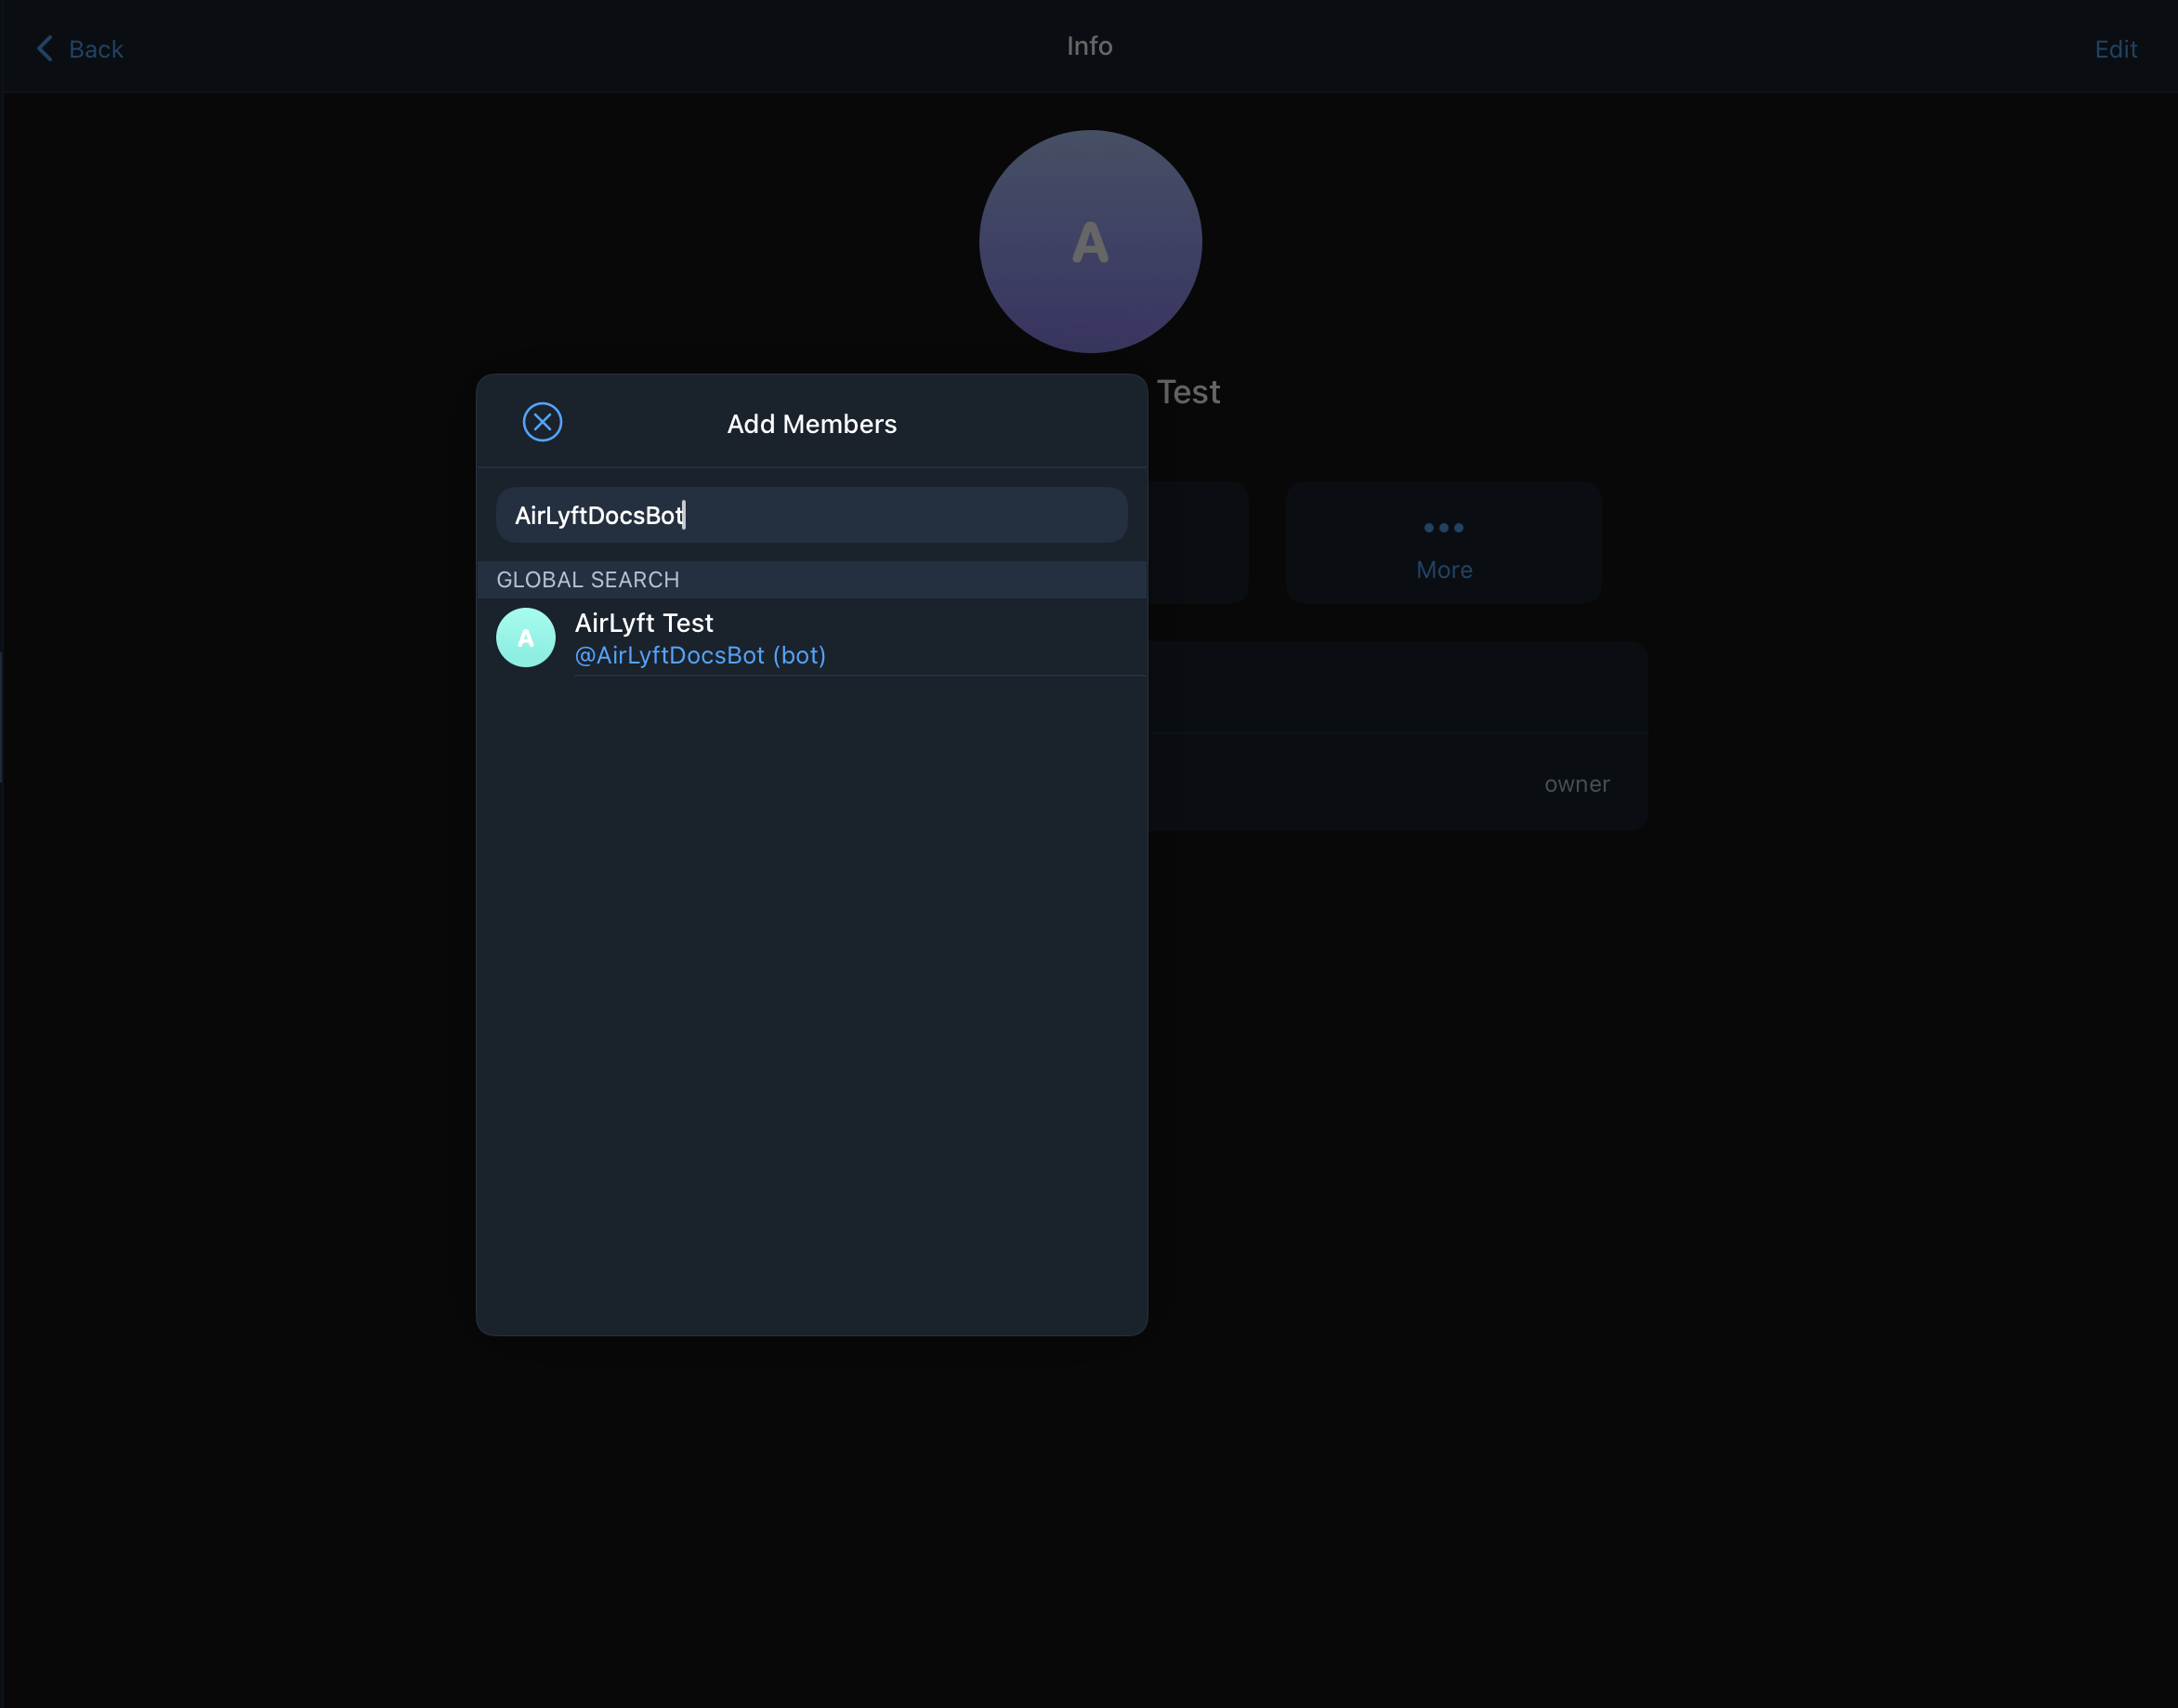 Back
Info
Edit
A
Test
Add Members
AirLyftDocsBot
More
GLOBAL SEARCH
A
AirLyft Test
@AirLyftDocsBot (bot)
owner